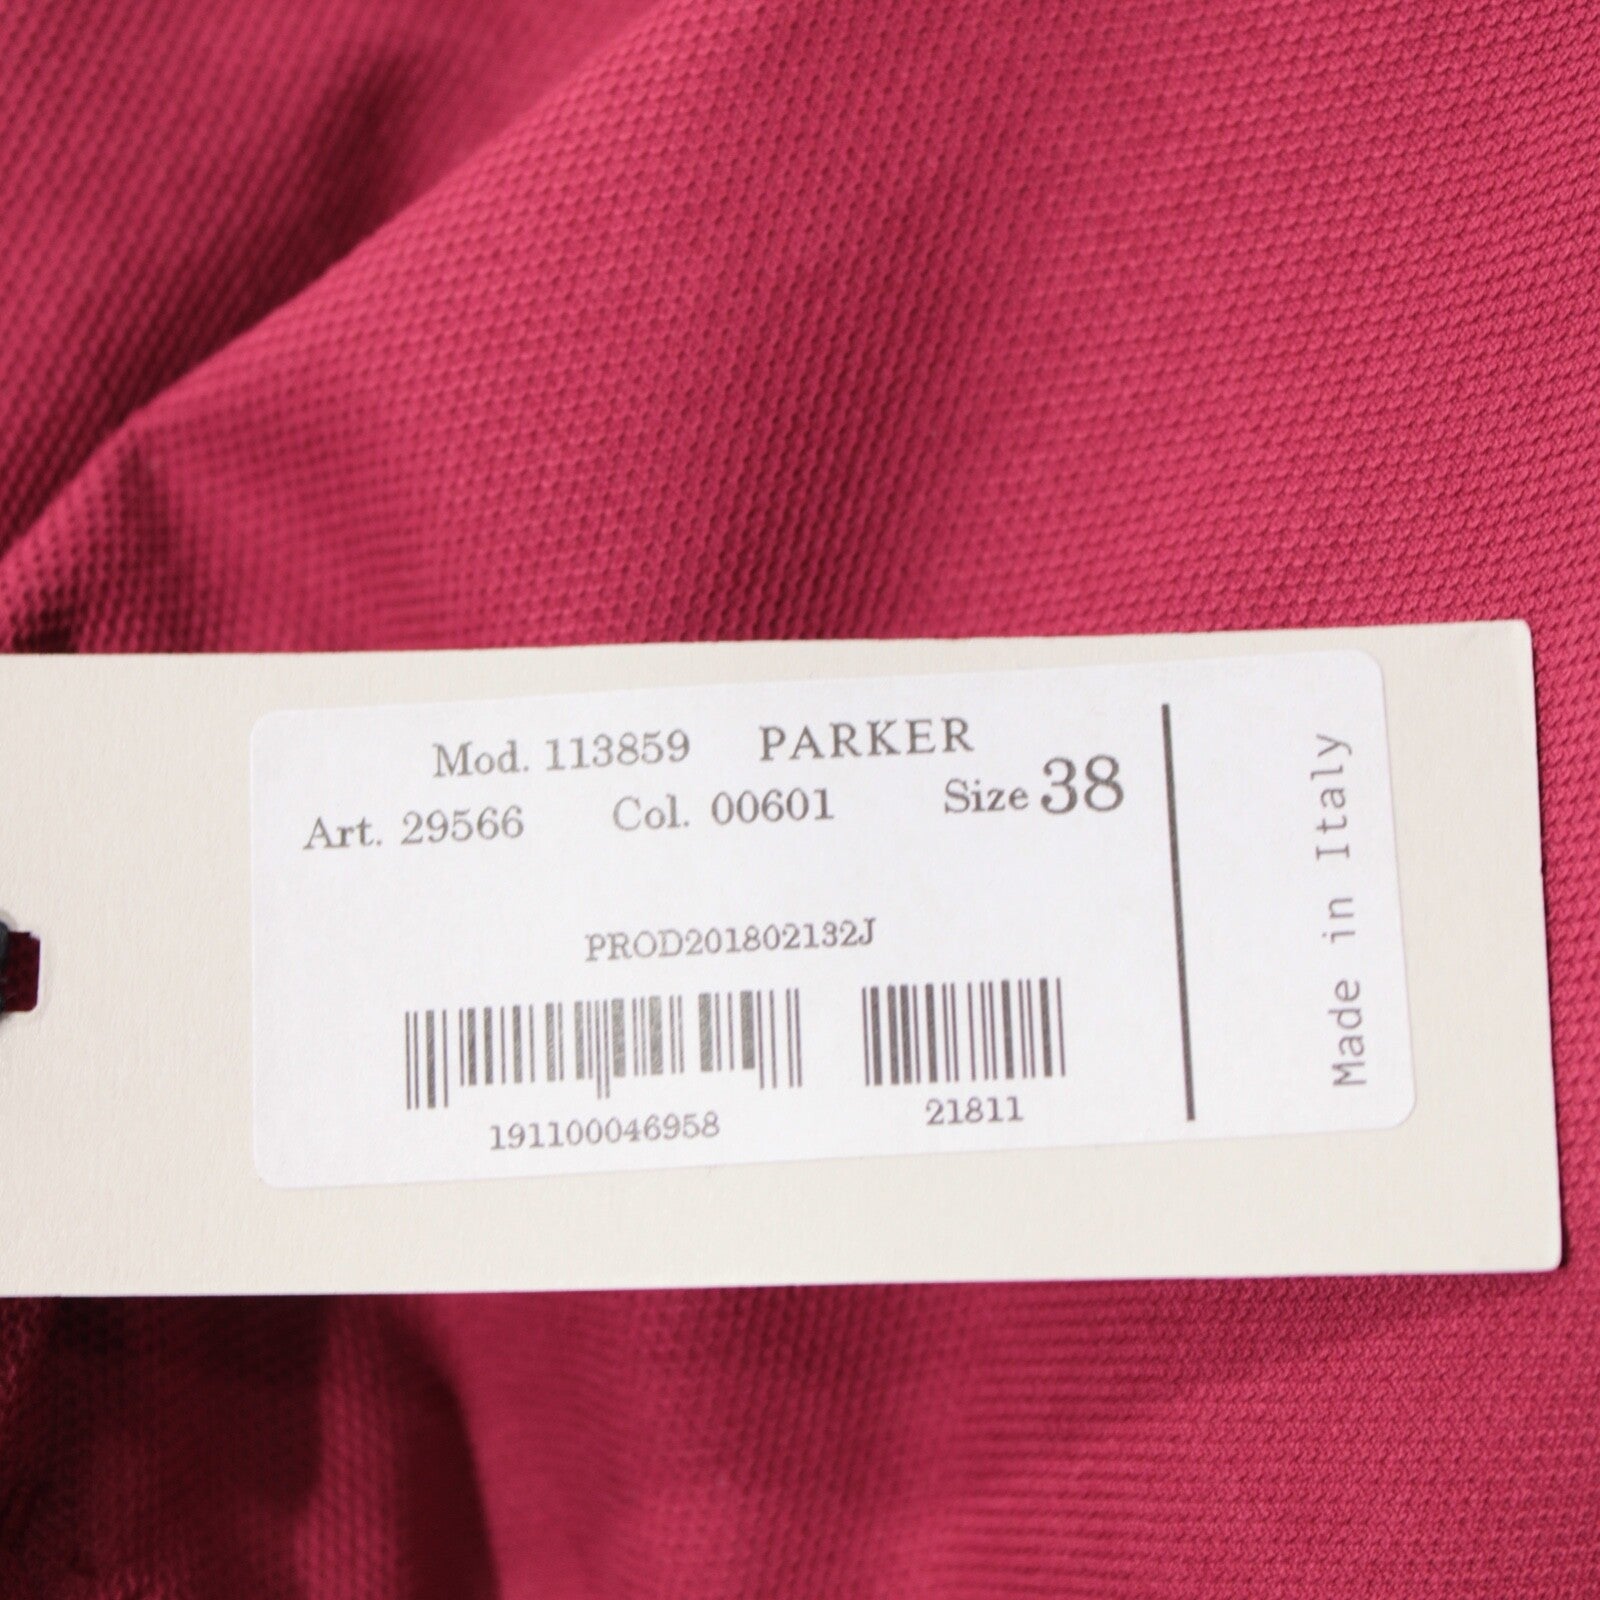 Mod. 113859 PARKER
Art. 29566 Col. 00601 Size 38
PROD201802132J
191100046958 21811
Made in Italy